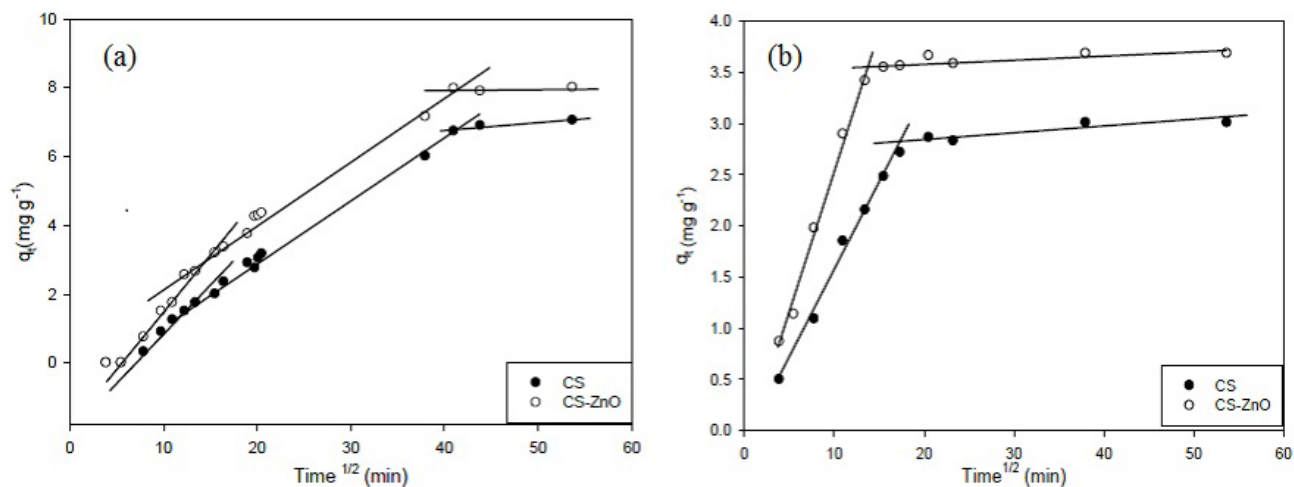 (a)
10
8
6
4
2
0
qt(mg g-1)
0 10 20 30 40 50 60
Time 1/2 (min)
CS
CS-ZnO
(b)
4.0
3.5
3.0
2.5
2.0
1.5
1.0
0.5
0.0
qt (mg g-1)
0 10 20 30 40 50 60
Time1/2 (min)
CS
CS-ZnO